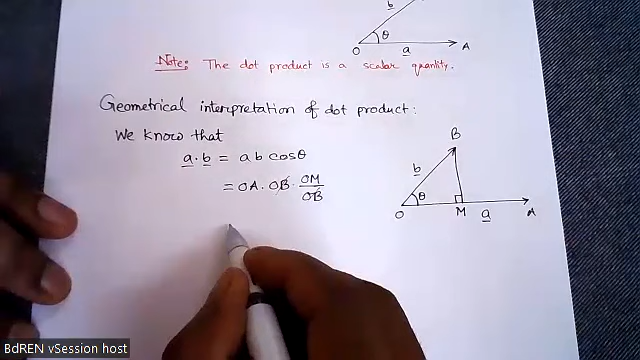 b
θ
O a A
Note: The dot product is a scalar quantity.
Geometrical interpretation of dot product:
We know that
a · b = ab cosθ
= OA · OB · OM/OB
B
b
θ
O M a A
BdREN vSession host